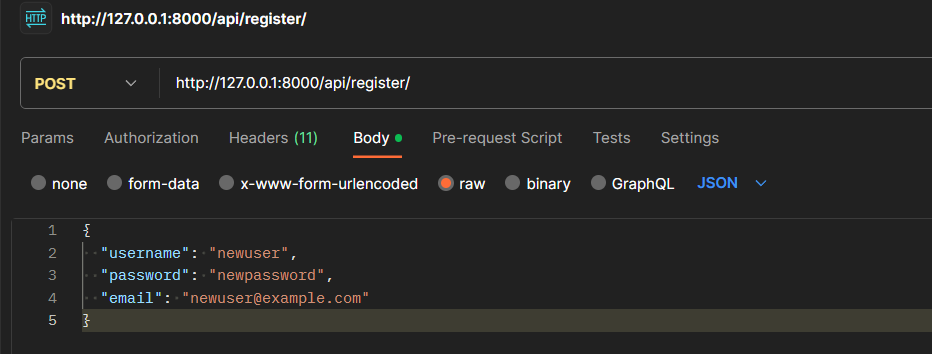 HTTP http://127.0.0.1:8000/api/register/
POST http://127.0.0.1:8000/api/register/
Params Authorization Headers (11) Body Pre-request Script Tests Settings
none form-data x-www-form-urlencoded raw binary GraphQL JSON
1 {
2 "username": "newuser",
3 "password": "newpassword",
4 "email": "newuser@example.com"
5 }